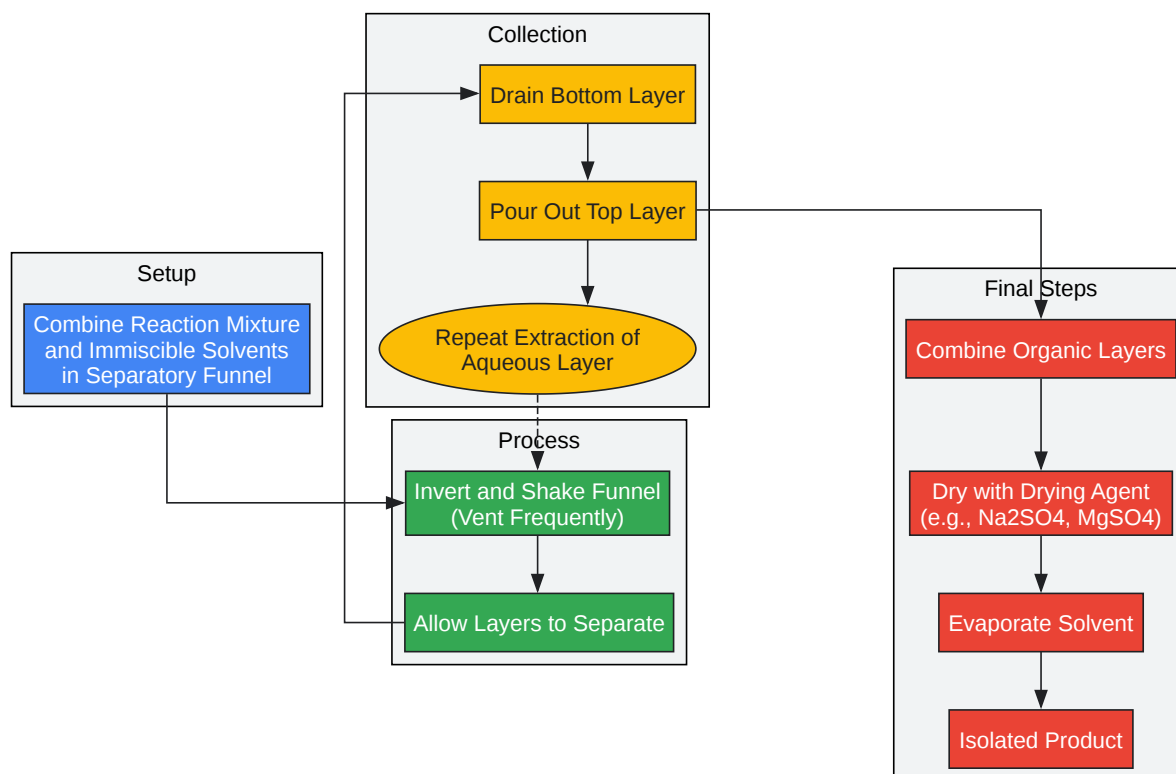 Collection
Drain Bottom Layer
Pour Out Top Layer
Repeat Extraction of
Aqueous Layer
Setup
Combine Reaction Mixture
and Immiscible Solvents
in Separatory Funnel
Process
Invert and Shake Funnel
(Vent Frequently)
Allow Layers to Separate
Final Steps
Combine Organic Layers
Dry with Drying Agent
(e.g., Na2SO4, MgSO4)
Evaporate Solvent
Isolated Product